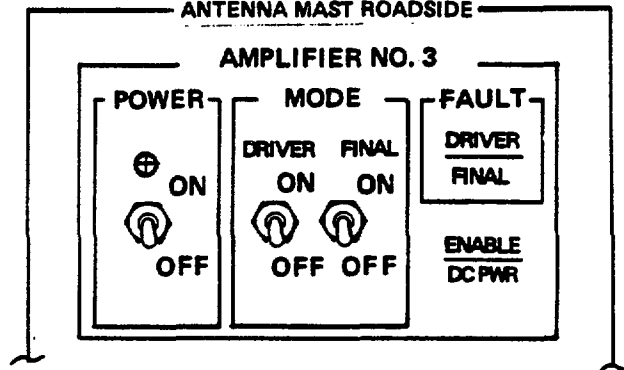 ANTENNA MAST ROADSIDE
AMPLIFIER NO. 3
POWER
ON
OFF
MODE
DRIVER FINAL
ON ON
OFF OFF
FAULT
DRIVER
FINAL
ENABLE
DC PWR